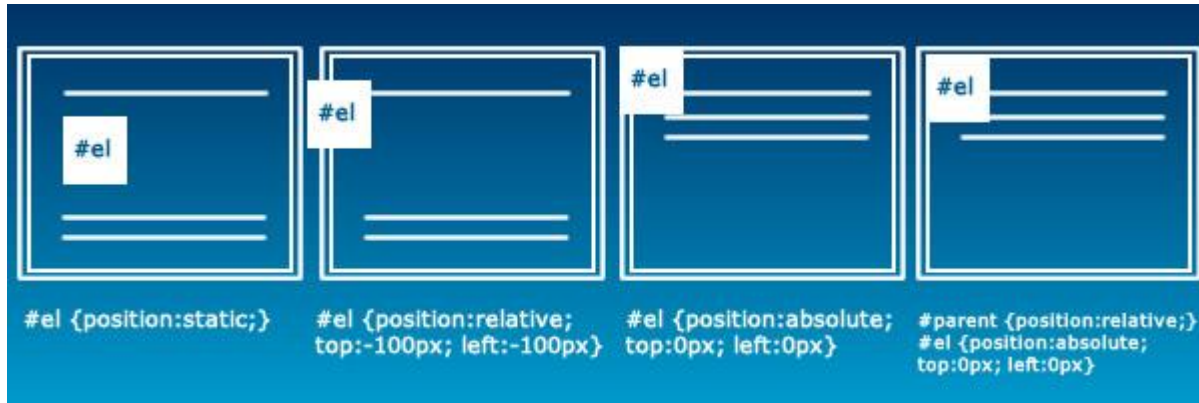 #el
#el
#el
#el
#el {position:static;}
#el {position:relative;
top:-100px; left:-100px}
#el {position:absolute;
top:0px; left:0px}
#parent {position:relative;}
#el {position:absolute;
top:0px; left:0px}